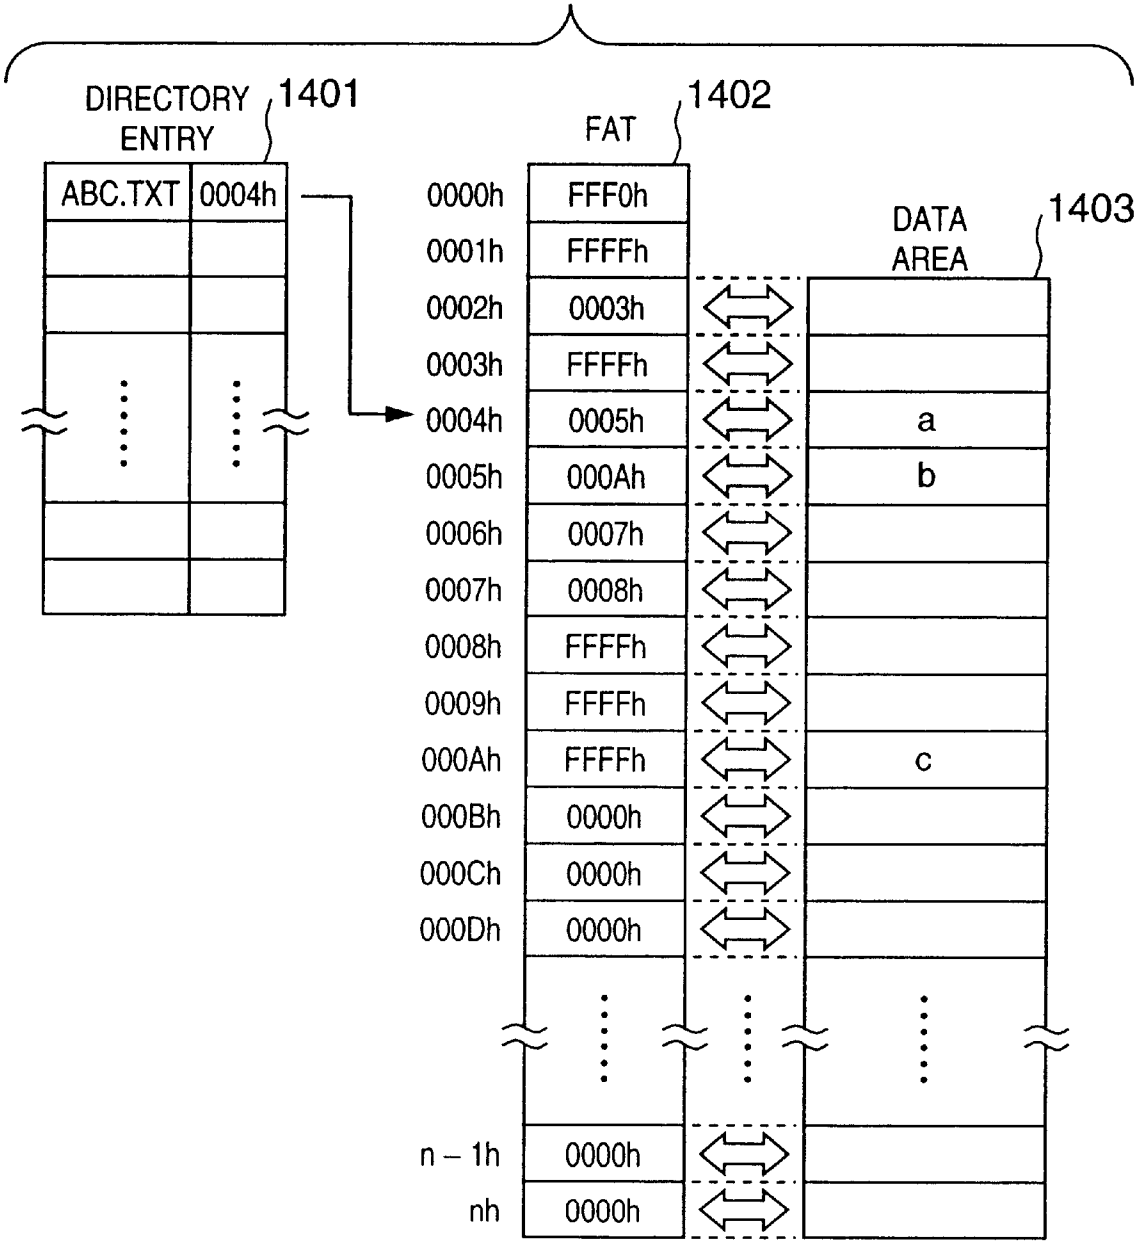 DIRECTORY
ENTRY
1401
ABC.TXT 0004h
FAT
1402
DATA
AREA
1403
0000h FFF0h
0001h FFFFh
0002h 0003h
0003h FFFFh
0004h 0005h a
0005h 000Ah b
0006h 0007h
0007h 0008h
0008h FFFFh
0009h FFFFh
000Ah FFFFh c
000Bh 0000h
000Ch 0000h
000Dh 0000h
n – 1h 0000h
nh 0000h